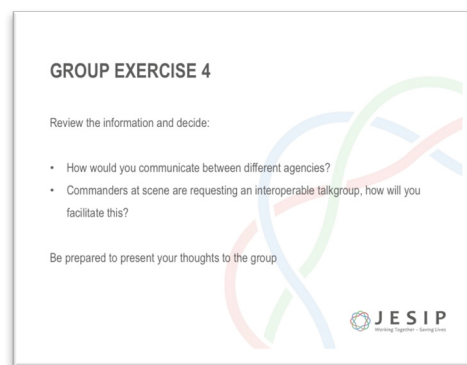 GROUP EXERCISE 4
Review the information and decide:
• How would you communicate between different agencies?
• Commanders at scene are requesting an interoperable talkgroup, how will you
facilitate this?
Be prepared to present your thoughts to the group
JESIP
Working Together – Saving Lives